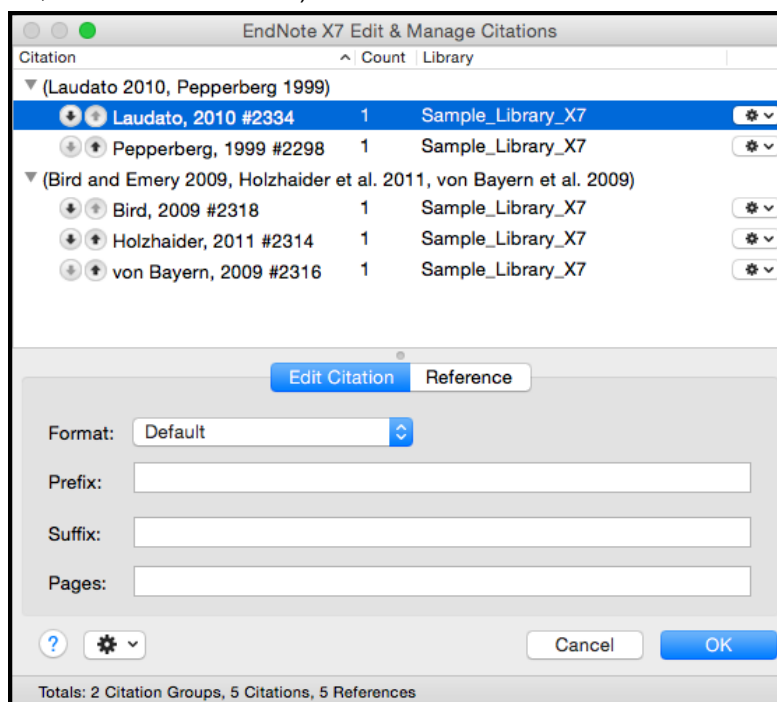 EndNote X7 Edit & Manage Citations
Citation Count Library
(Laudato 2010, Pepperberg 1999)
Laudato, 2010 #2334 1 Sample_Library_X7
Pepperberg, 1999 #2298 1 Sample_Library_X7
(Bird and Emery 2009, Holzhaider et al. 2011, von Bayern et al. 2009)
Bird, 2009 #2318 1 Sample_Library_X7
Holzhaider, 2011 #2314 1 Sample_Library_X7
von Bayern, 2009 #2316 1 Sample_Library_X7
Edit Citation Reference
Format: Default
Prefix:
Suffix:
Pages:
? Cancel OK
Totals: 2 Citation Groups, 5 Citations, 5 References